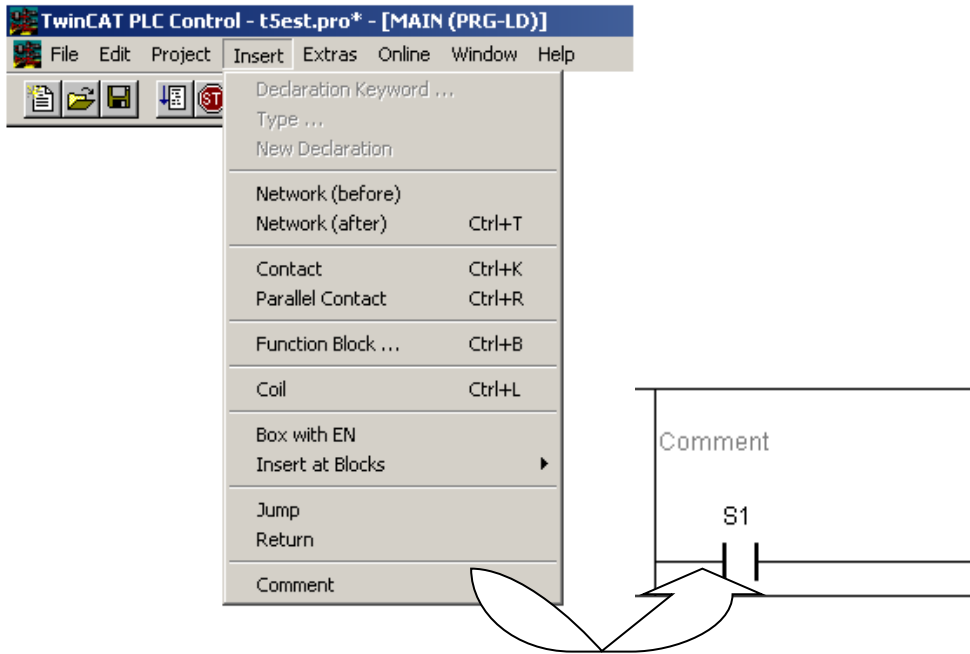 TwinCAT PLC Control - t5est.pro* - [MAIN (PRG-LD)]
File Edit Project Insert Extras Online Window Help
ST
Declaration Keyword ...
Type ...
New Declaration
Network (before)
Network (after) Ctrl+T
Contact Ctrl+K
Parallel Contact Ctrl+R
Function Block ... Ctrl+B
Coil Ctrl+L
Box with EN
Insert at Blocks
Jump
Return
Comment
Comment
S1